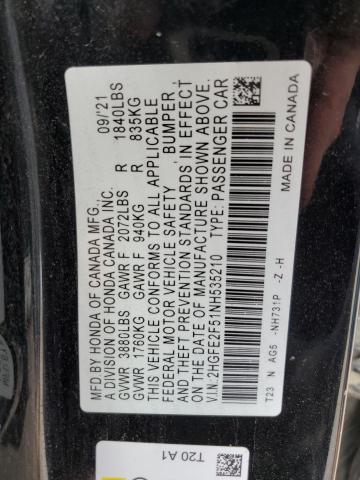 MFD.BY HONDA OF CANADA MFG., 09/21
A DIVISION OF HONDA CANADA INC.
GVWR 3880LBS GAWR F 2072LBS R 1840LBS
GVWR 1760KG GAWR F 940KG R 835KG
THIS VEHICLE CONFORMS TO ALL APPLICABLE
FEDERAL MOTOR VEHICLE SAFETY , BUMPER ,
AND THEFT PREVENTION STANDARDS IN EFFECT
ON THE DATE OF MANUFACTURE SHOWN ABOVE.
V.I.N: 2HGFE2F51NH535210 TYPE: PASSENGER CAR
T23 N AG5 -NH731P -Z -H
MADE IN CANADA
T20 A1